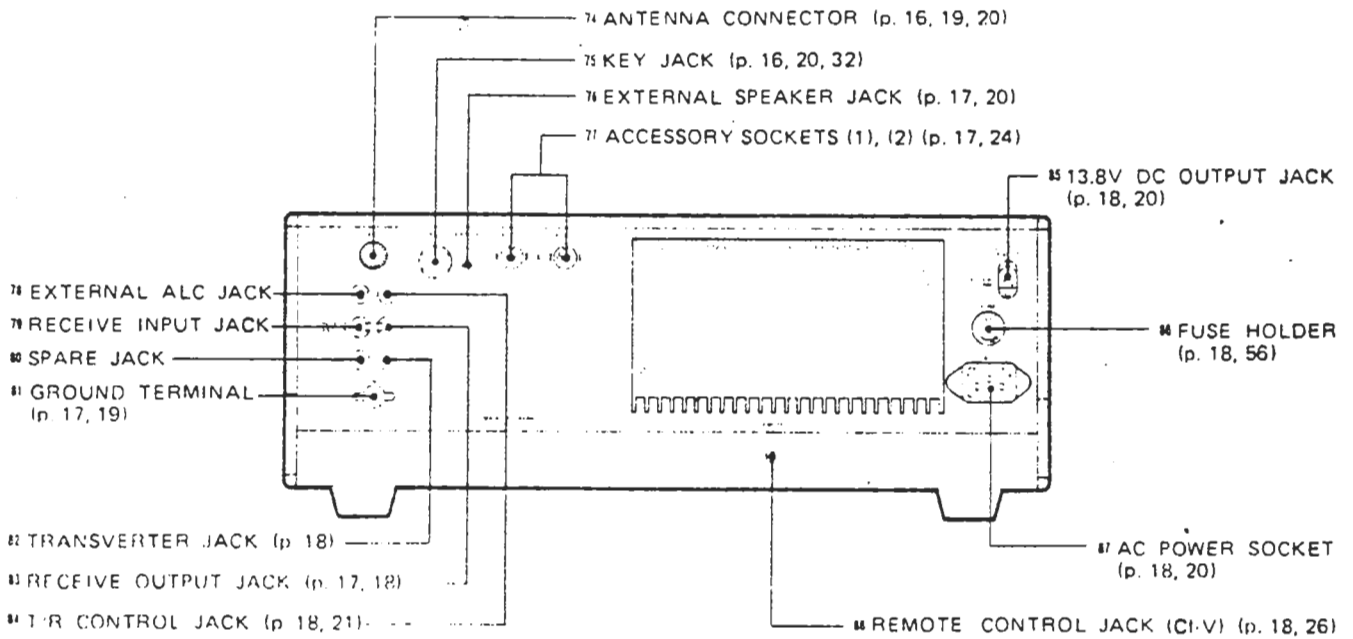 74 ANTENNA CONNECTOR (p. 16, 19, 20)
75 KEY JACK (p. 16, 20, 32)
76 EXTERNAL SPEAKER JACK (p. 17, 20)
77 ACCESSORY SOCKETS (1), (2) (p. 17, 24)
85 13.8V DC OUTPUT JACK
(p. 18, 20)
78 EXTERNAL ALC JACK
79 RECEIVE INPUT JACK
80 SPARE JACK
81 GROUND TERMINAL
(p. 17, 19)
86 FUSE HOLDER
(p. 18, 56)
82 TRANSVERTER JACK (p 18)
83 RECEIVE OUTPUT JACK (p. 17, 18)
84 T/R CONTROL JACK (p 18, 21)
87 AC POWER SOCKET
(p. 18, 20)
88 REMOTE CONTROL JACK (CI-V) (p. 18, 26)